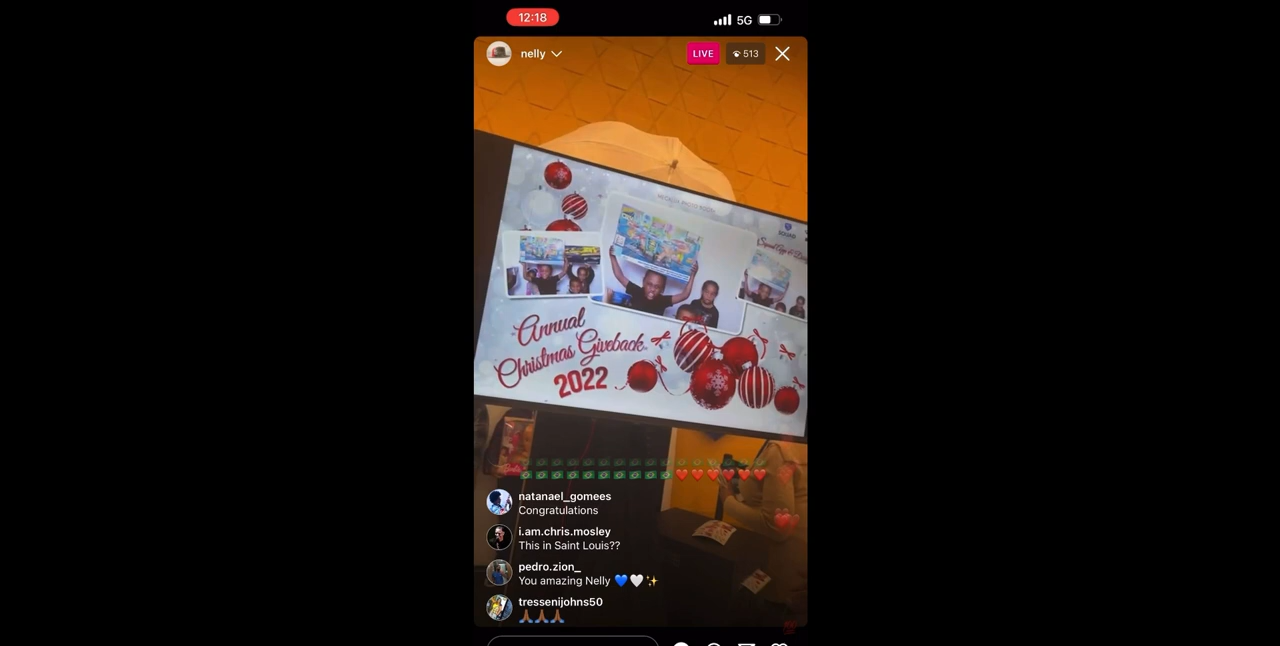 12:18
5G
nelly
LIVE
513
Annual
Christmas Giveback
2022
natanael_gomees
Congratulations
i.am.chris.mosley
This in Saint Louis??
pedro.zion_
You amazing Nelly 💙🤍✨
tressenijohns50
🙏🏾🙏🏾🙏🏾